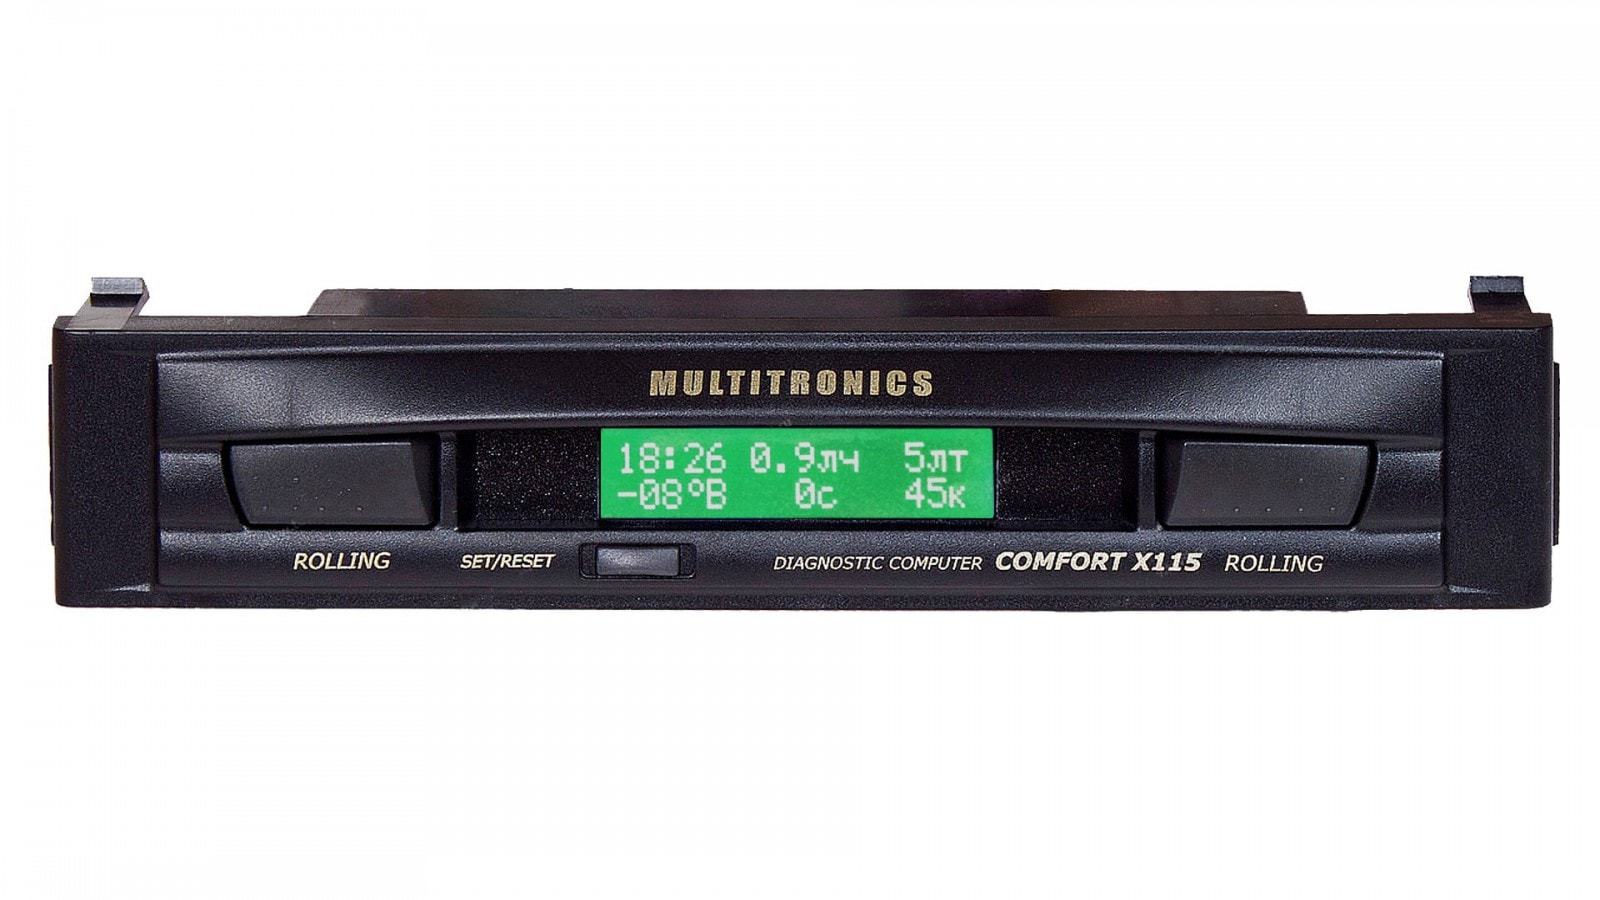 MULTITRONICS
18:26 0.9лч 5лт
-08°В 0с 45к
ROLLING SET/RESET DIAGNOSTIC COMPUTER COMFORT X115 ROLLING